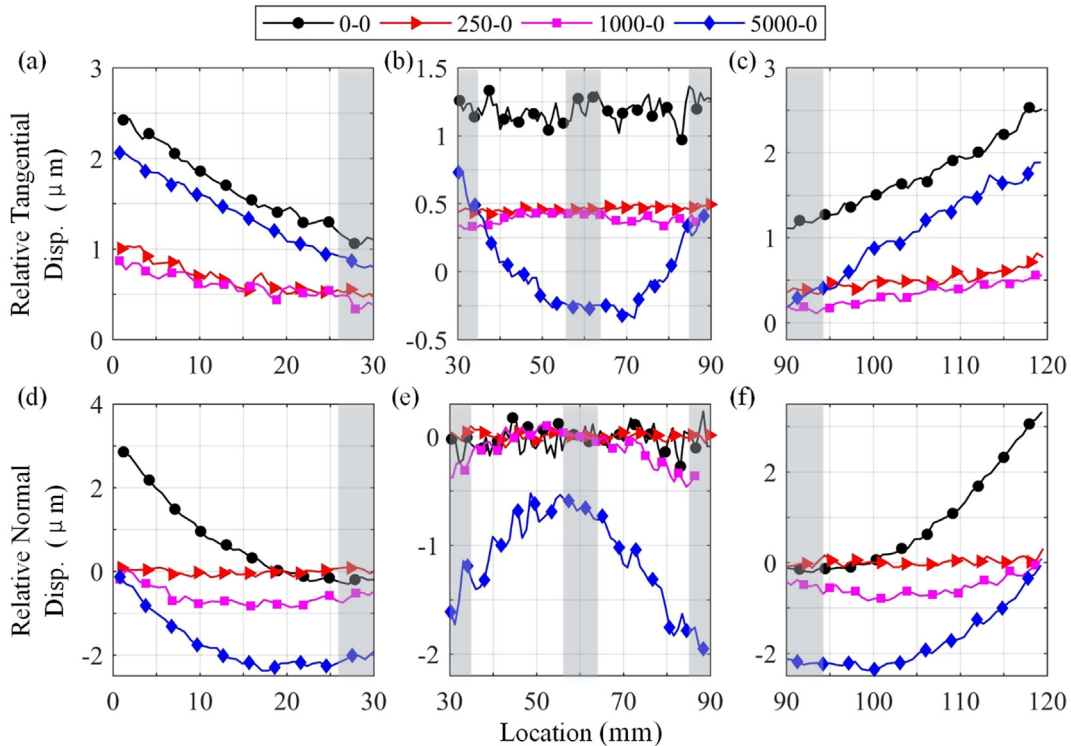 0-0 250-0 1000-0 5000-0
(a) (b) (c)
Relative Tangential
Disp. (μm)
3
2
1
0
0 10 20 30
1.5
1
0.5
0
-0.5
30 50 70 90
3
2
1
0
90 100 110 120
(d) (e) (f)
Relative Normal
Disp. (μm)
4
2
0
-2
0 10 20 30
0
-1
-2
30 50 70 90
4
2
0
-2
90 100 110 120
Location (mm)